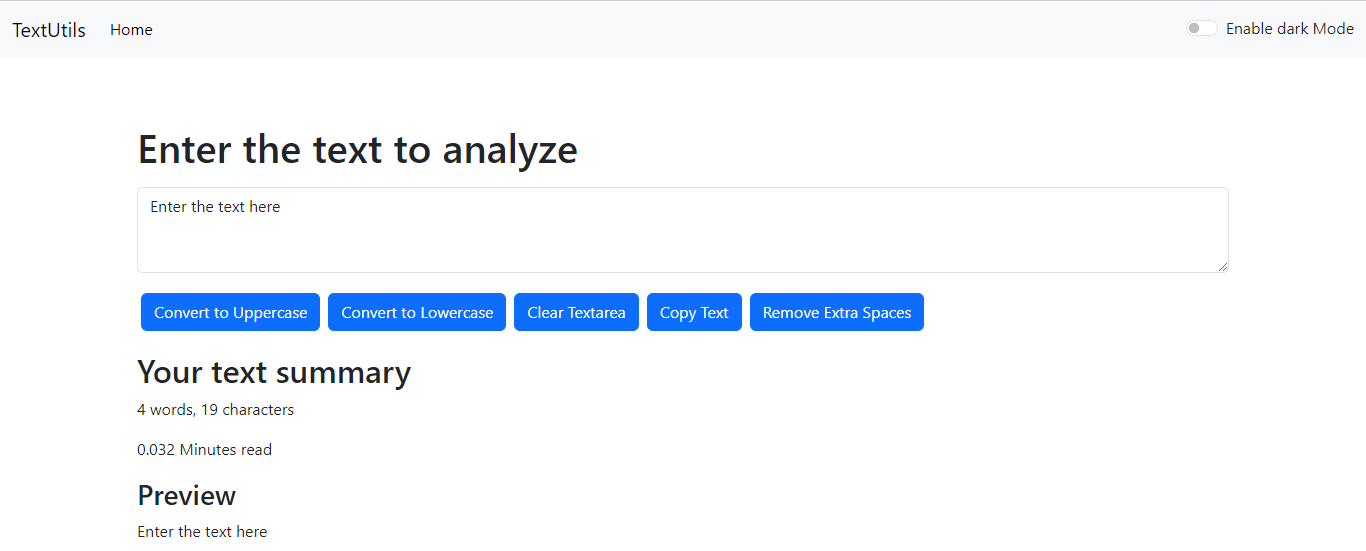 TextUtils Home Enable dark Mode
Enter the text to analyze
Enter the text here
Convert to Uppercase Convert to Lowercase Clear Textarea Copy Text Remove Extra Spaces
Your text summary
4 words, 19 characters
0.032 Minutes read
Preview
Enter the text here